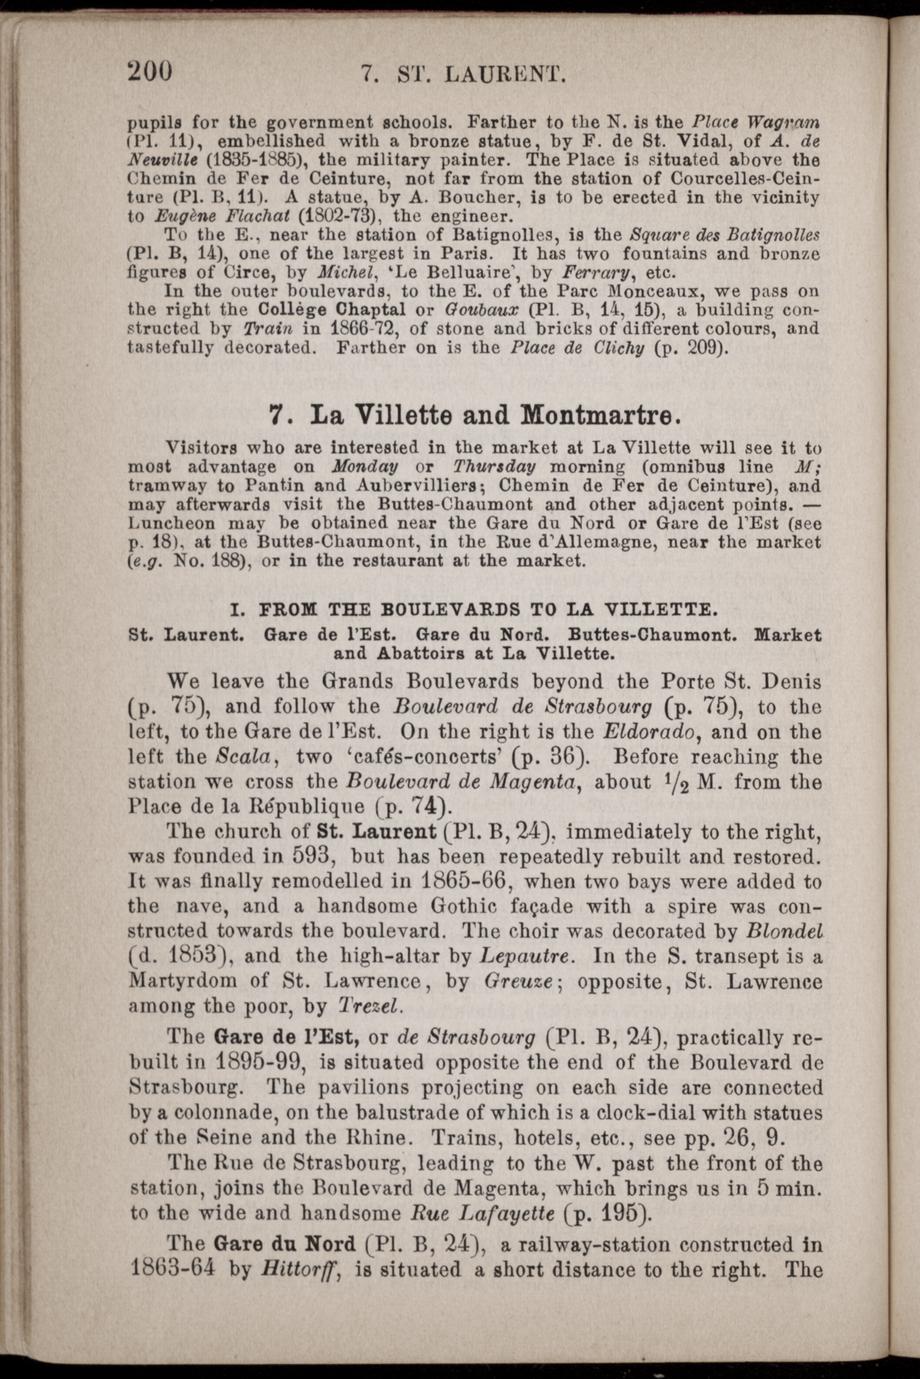 200
7. ST. LAURENT.
pupils for the government schools. Farther to the N. is the Place Wagram
(Pl. 11), embellished with a bronze statue, by F. de St. Vidal, of A. de
Neuville (1835-1885), the military painter. The Place is situated above the
Chemin de Fer de Ceinture, not far from the station of Courcelles-Cein-
ture (Pl. B, 11). A statue, by A. Boucher, is to be erected in the vicinity
to Eugène Flachat (1802-73), the engineer.
To the E., near the station of Batignolles, is the Square des Batignolles
(Pl. B, 14), one of the largest in Paris. It has two fountains and bronze
figures of Circe, by Michel, ‘Le Belluaire’, by Ferrary, etc.
In the outer boulevards, to the E. of the Parc Monceaux, we pass on
the right the Collège Chaptal or Goubaux (Pl. B, 14, 15), a building con-
structed by Train in 1866-72, of stone and bricks of different colours, and
tastefully decorated. Farther on is the Place de Clichy (p. 209).
7. La Villette and Montmartre.
Visitors who are interested in the market at La Villette will see it to
most advantage on Monday or Thursday morning (omnibus line M;
tramway to Pantin and Aubervilliers; Chemin de Fer de Ceinture), and
may afterwards visit the Buttes-Chaumont and other adjacent points. —
Luncheon may be obtained near the Gare du Nord or Gare de l'Est (see
p. 18), at the Buttes-Chaumont, in the Rue d'Allemagne, near the market
(e.g. No. 188), or in the restaurant at the market.
I. FROM THE BOULEVARDS TO LA VILLETTE.
St. Laurent. Gare de l'Est. Gare du Nord. Buttes-Chaumont. Market
and Abattoirs at La Villette.
We leave the Grands Boulevards beyond the Porte St. Denis
(p. 75), and follow the Boulevard de Strasbourg (p. 75), to the
left, to the Gare de l'Est. On the right is the Eldorado, and on the
left the Scala, two ‘cafés-concerts’ (p. 36). Before reaching the
station we cross the Boulevard de Magenta, about 1/2 M. from the
Place de la République (p. 74).
The church of St. Laurent (Pl. B, 24), immediately to the right,
was founded in 593, but has been repeatedly rebuilt and restored.
It was finally remodelled in 1865-66, when two bays were added to
the nave, and a handsome Gothic façade with a spire was con-
structed towards the boulevard. The choir was decorated by Blondel
(d. 1853), and the high-altar by Lepautre. In the S. transept is a
Martyrdom of St. Lawrence, by Greuze; opposite, St. Lawrence
among the poor, by Trezel.
The Gare de l'Est, or de Strasbourg (Pl. B, 24), practically re-
built in 1895-99, is situated opposite the end of the Boulevard de
Strasbourg. The pavilions projecting on each side are connected
by a colonnade, on the balustrade of which is a clock-dial with statues
of the Seine and the Rhine. Trains, hotels, etc., see pp. 26, 9.
The Rue de Strasbourg, leading to the W. past the front of the
station, joins the Boulevard de Magenta, which brings us in 5 min.
to the wide and handsome Rue Lafayette (p. 195).
The Gare du Nord (Pl. B, 24), a railway-station constructed in
1863-64 by Hittorff, is situated a short distance to the right. The